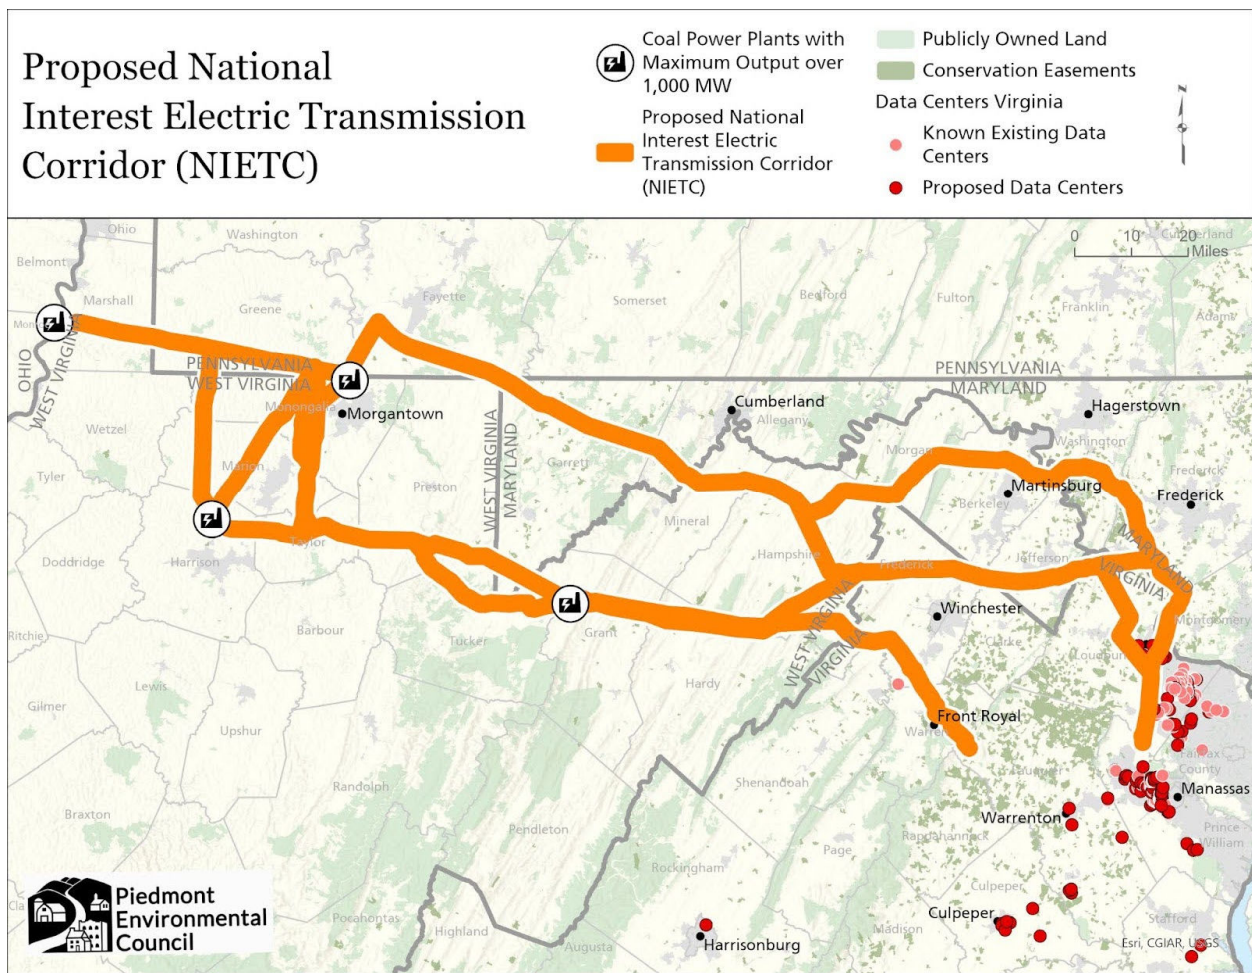 Proposed National
Interest Electric Transmission
Corridor (NIETC)
Coal Power Plants with
Maximum Output over
1,000 MW
Proposed National
Interest Electric
Transmission Corridor
(NIETC)
Publicly Owned Land
Conservation Easements
Data Centers Virginia
Known Existing Data
Centers
Proposed Data Centers
N
0 10 20
Miles
Ohio
Washington
Cumberland
Belmont
Marshall
Greene
Fayette
Somerset
Bedford
Fulton
Franklin
Adams
OHIO
WEST VIRGINIA
PENNSYLVANIA
WEST VIRGINIA
PENNSYLVANIA
MARYLAND
Monongalia
Morgantown
Cumberland
Allegany
Hagerstown
Washington
Wetzel
Tyler
Marion
Preston
WEST VIRGINIA
MARYLAND
Garrett
Morgan
Martinsburg
Berkeley
Frederick
Frederick
Mineral
Doddridge
Harrison
Taylor
Hampshire
Frederick
Jefferson
MARYLAND
VIRGINIA
Ritchie
Barbour
Tucker
Grant
WEST VIRGINIA
VIRGINIA
Winchester
Clarke
Loudoun
Montgomery
Lewis
Gilmer
Upshur
Hardy
Front Royal
Warren
Fairfax
County
Randolph
Shenandoah
Fauquier
Manassas
Braxton
Pendleton
Warrenton
Rappahannock
Prince
William
Page
Rockingham
Culpeper
Culpeper
Pocahontas
Highland
Augusta
Harrisonburg
Madison
Stafford
Esri, CGIAR, USGS
Piedmont
Environmental
Council